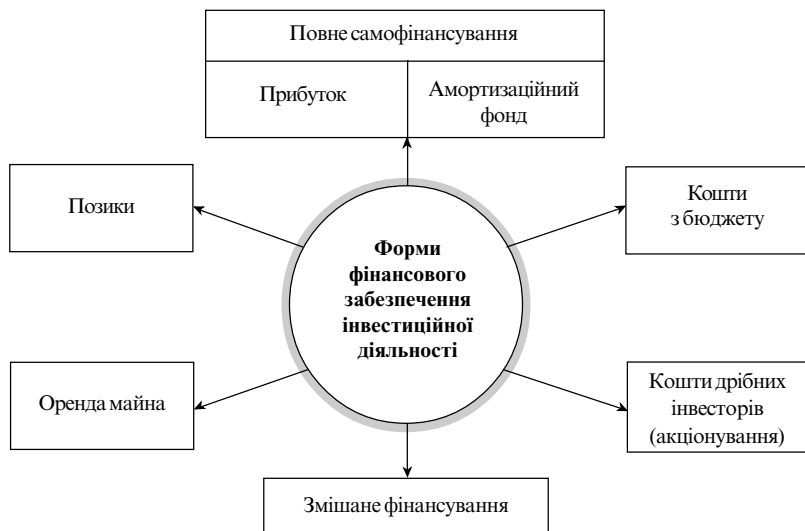 Повне самофінансування
Прибуток
Амортизаційний
фонд
Позики
Кошти
з бюджету
Форми
фінансового
забезпечення
інвестиційної
діяльності
Оренда майна
Кошти дрібних
інвесторів
(акціонування)
Змішане фінансування